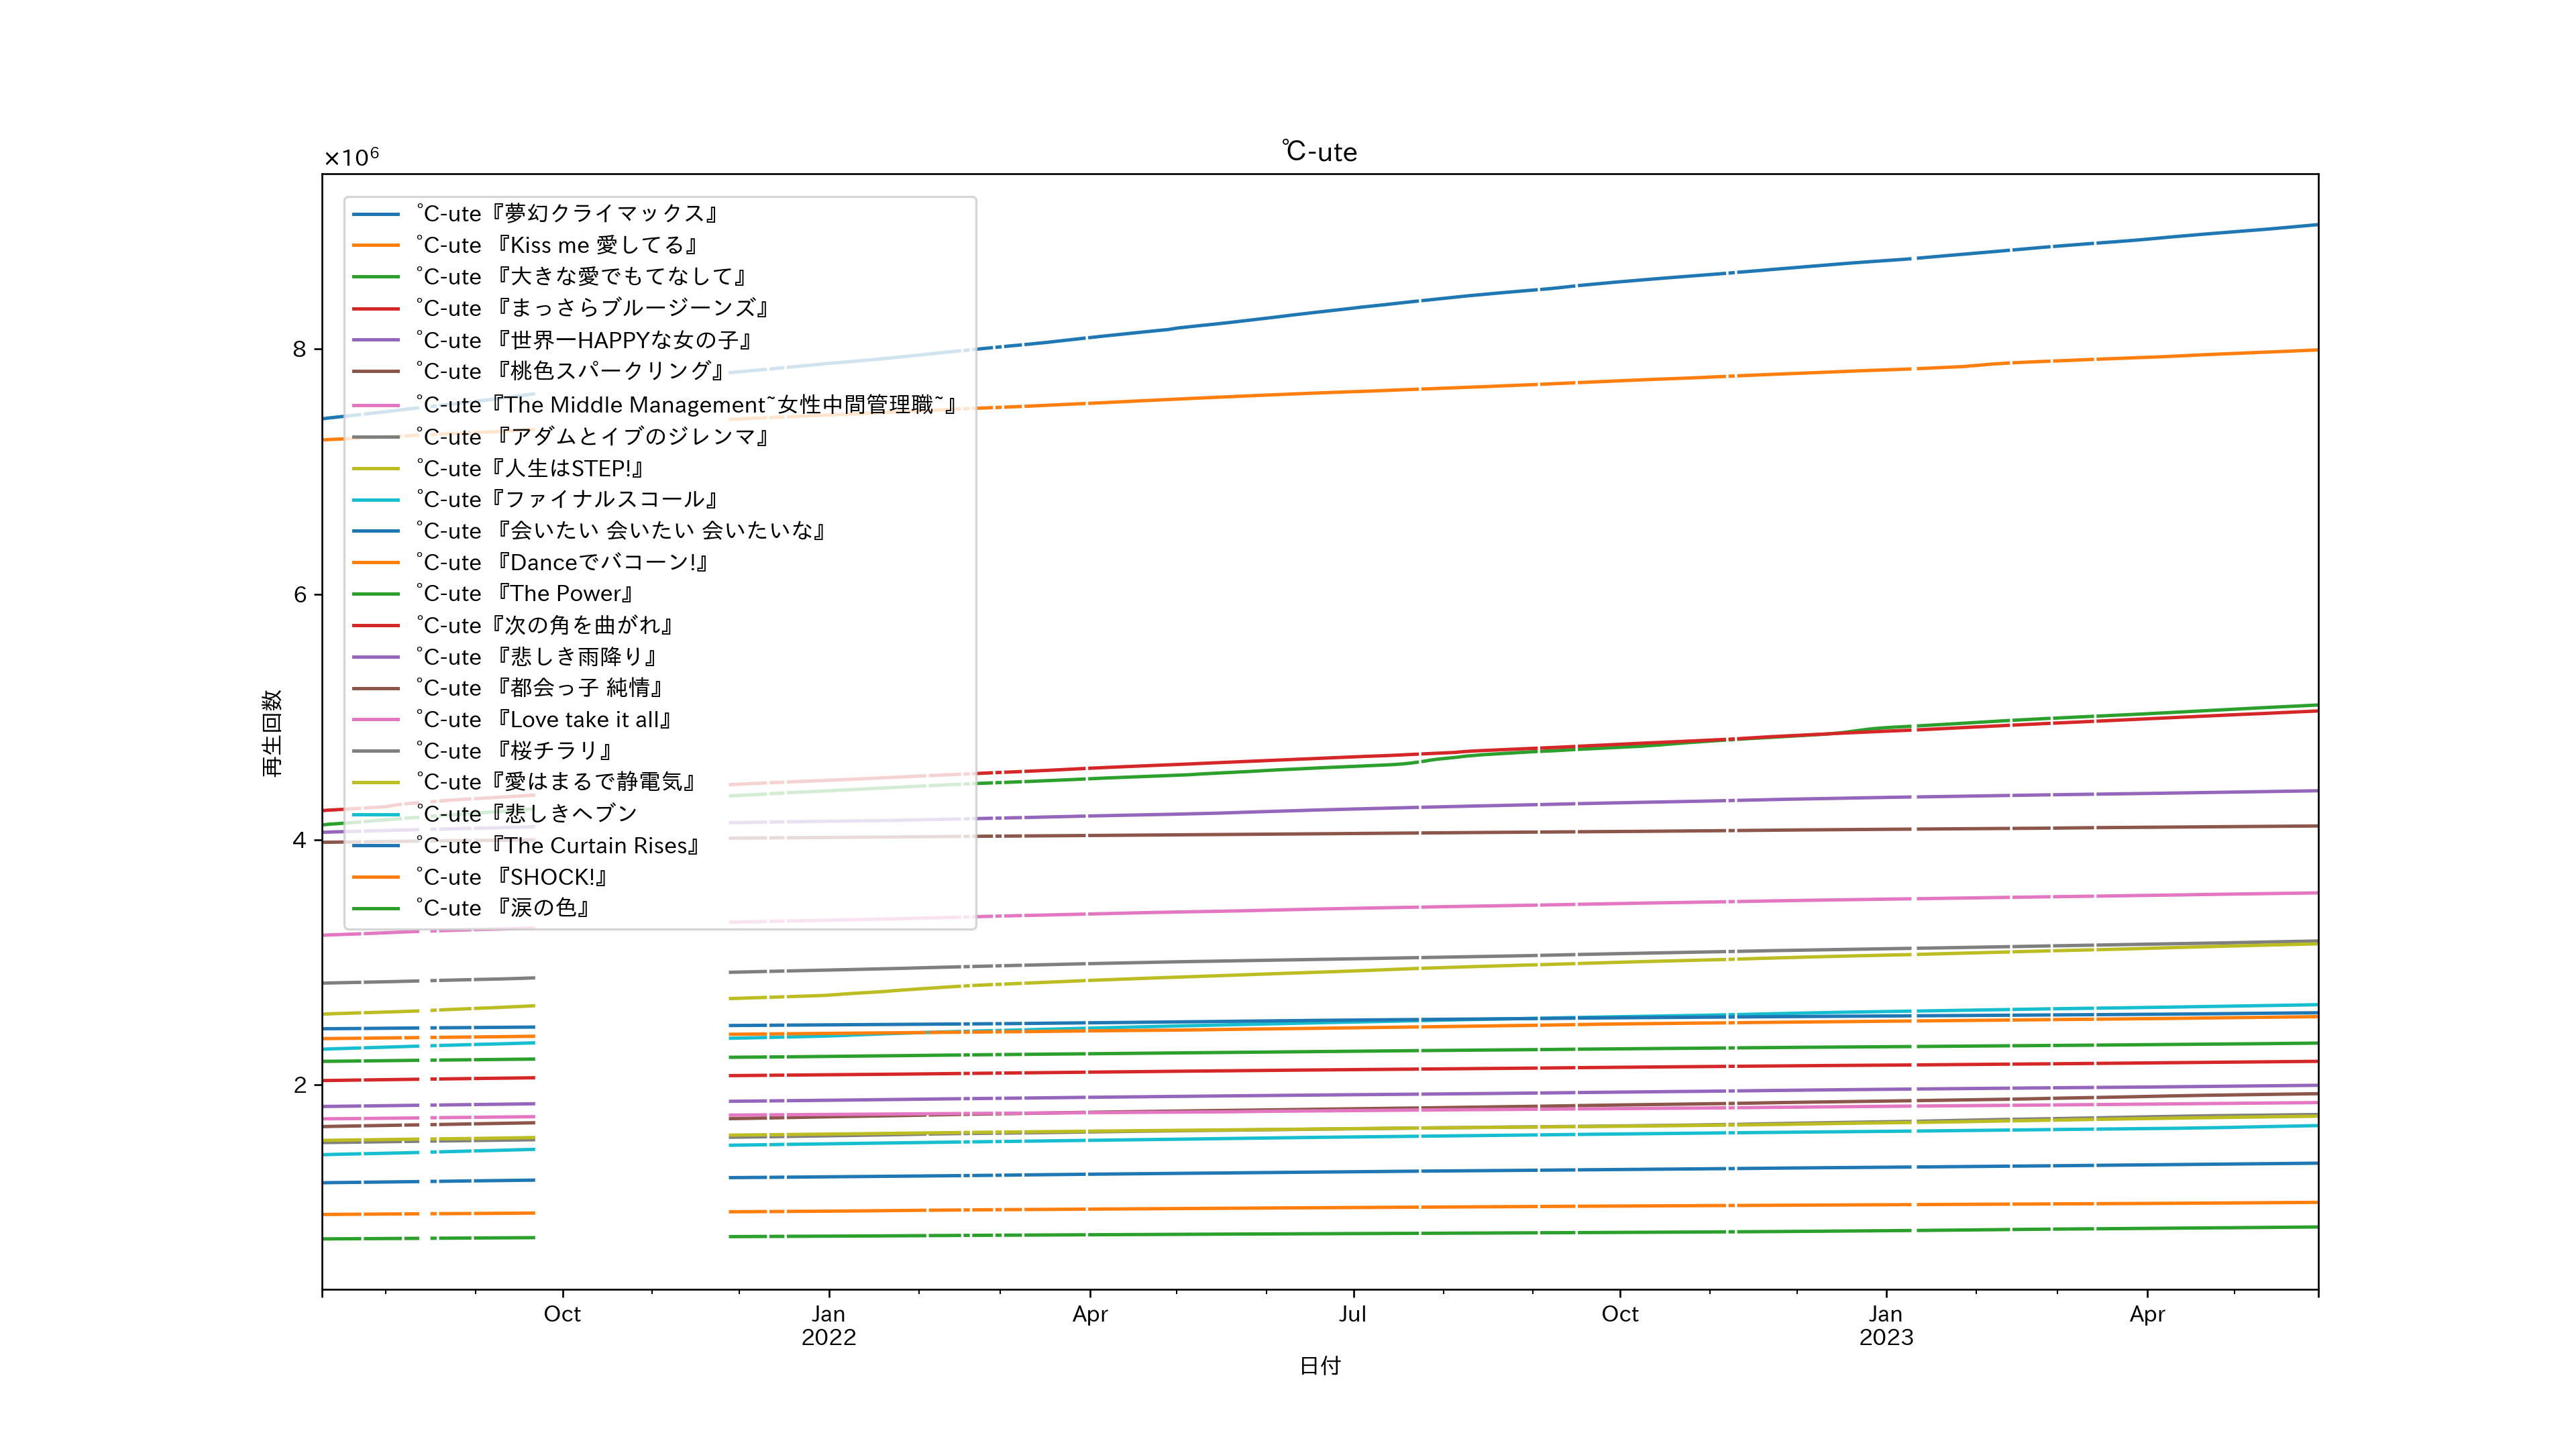 ℃-ute
×10⁶
℃-ute『夢幻クライマックス』
℃-ute 『Kiss me 愛してる』
℃-ute 『大きな愛でもてなして』
℃-ute 『まっさらブルージーンズ』
℃-ute 『世界一HAPPYな女の子』
℃-ute 『桃色スパークリング』
℃-ute『The Middle Management~女性中間管理職~』
℃-ute 『アダムとイブのジレンマ』
℃-ute『人生はSTEP!』
℃-ute『ファイナルスコール』
℃-ute 『会いたい 会いたい 会いたいな』
℃-ute 『Danceでバコーン!』
℃-ute 『The Power』
℃-ute『次の角を曲がれ』
℃-ute 『悲しき雨降り』
℃-ute 『都会っ子 純情』
℃-ute 『Love take it all』
℃-ute 『桜チラリ』
℃-ute 『愛はまるで静電気』
℃-ute『悲しきヘブン
℃-ute『The Curtain Rises』
℃-ute 『SHOCK!』
℃-ute 『涙の色』
8
6
4
2
再生回数
Oct
Jan
2022
Apr
Jul
Oct
Jan
2023
Apr
日付